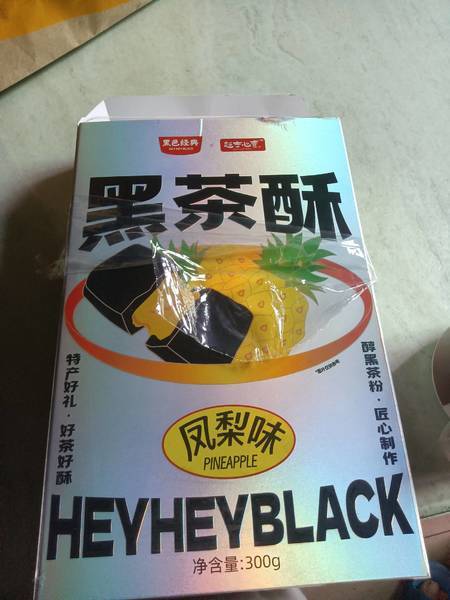 黑色经典
黑茶酥
特产好礼·好茶好酥
醇黑茶粉·匠心制作
凤梨味
PINEAPPLE
HEYHEYBLACK
净含量:300g